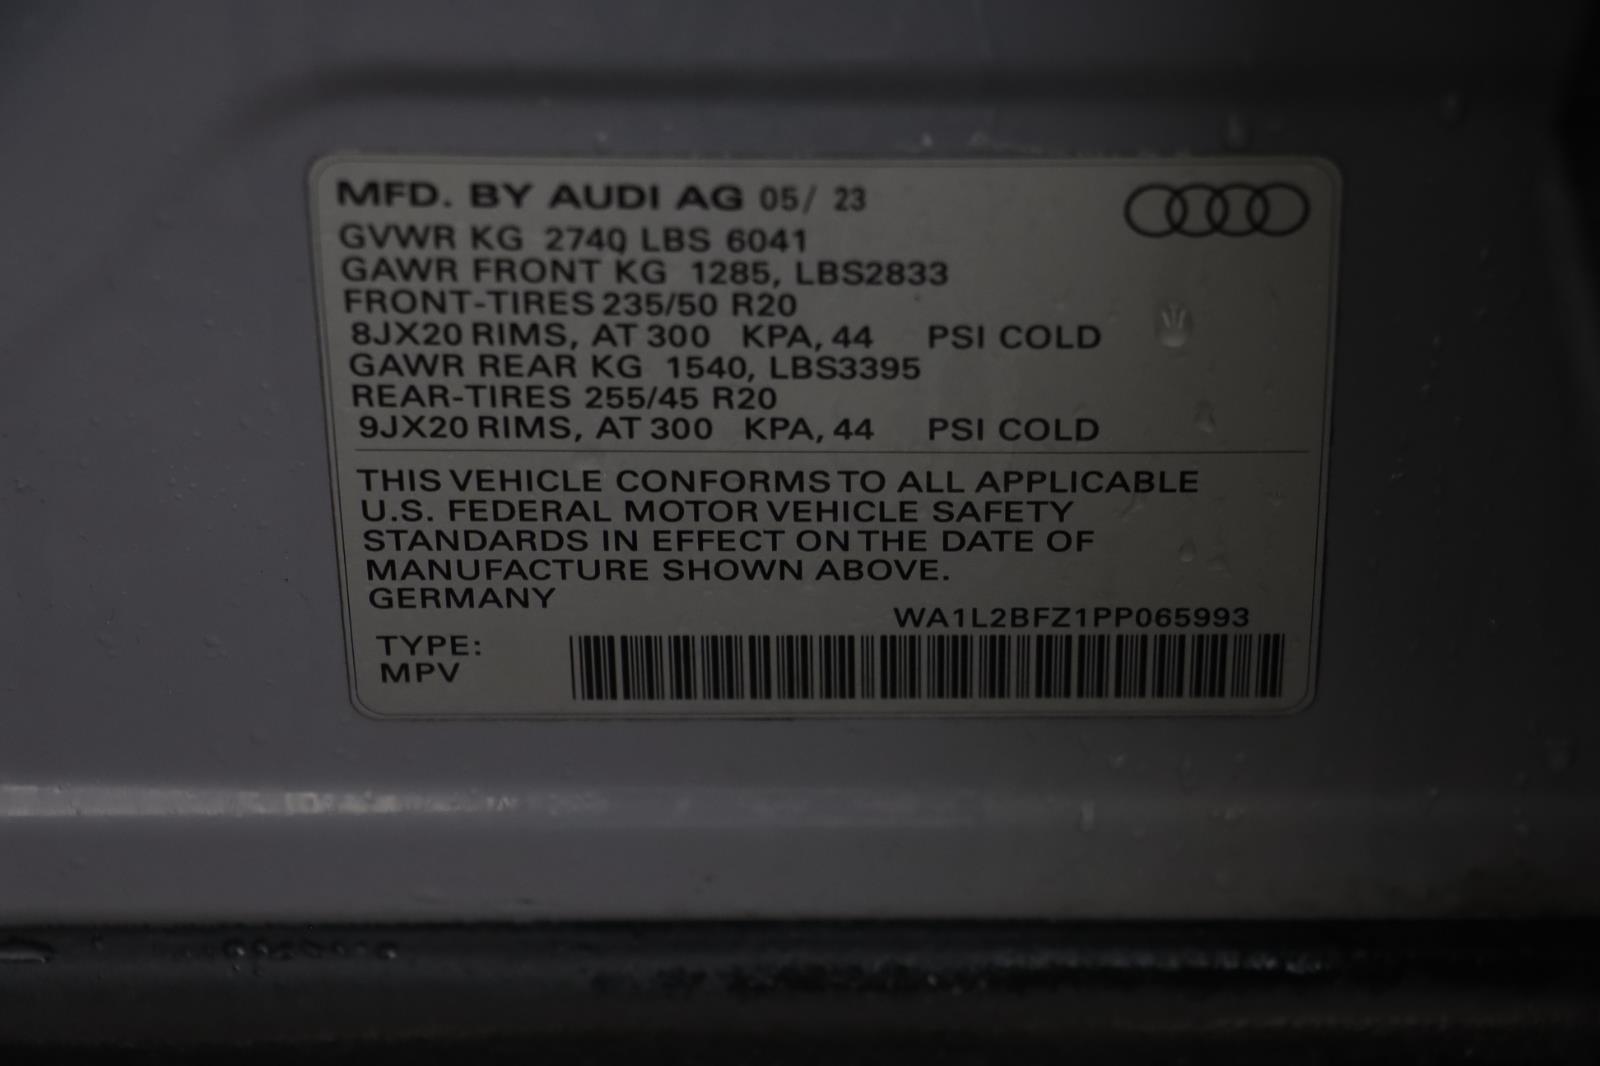 MFD. BY AUDI AG 05/ 23
GVWR KG 2740 LBS 6041
GAWR FRONT KG 1285, LBS2833
FRONT-TIRES 235/50 R20
8JX20 RIMS, AT 300 KPA, 44 PSI COLD
GAWR REAR KG 1540, LBS3395
REAR-TIRES 255/45 R20
9JX20 RIMS, AT 300 KPA, 44 PSI COLD
THIS VEHICLE CONFORMS TO ALL APPLICABLE
U.S. FEDERAL MOTOR VEHICLE SAFETY
STANDARDS IN EFFECT ON THE DATE OF
MANUFACTURE SHOWN ABOVE.
GERMANY
WA1L2BFZ1PP065993
TYPE:
MPV